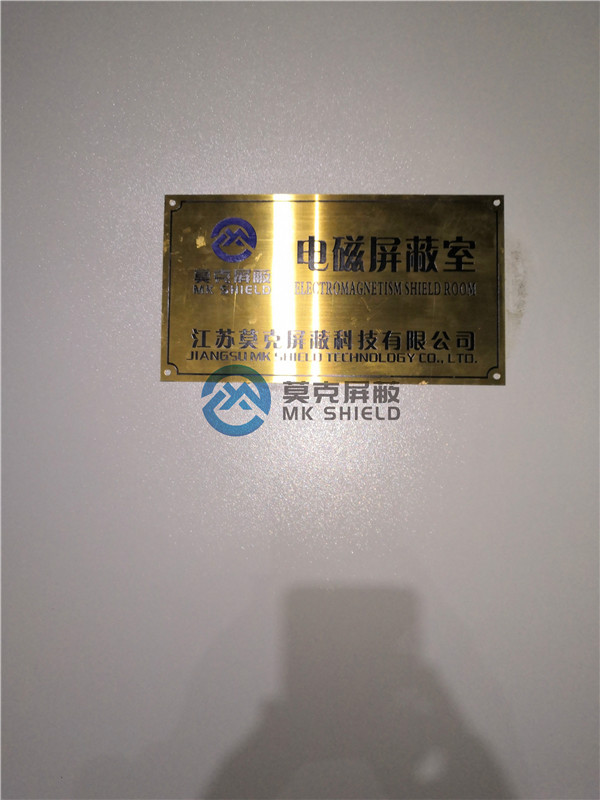 电磁屏蔽室
莫克屏蔽
MK SHIELD
ELECTROMAGNETISM SHIELD ROOM
江苏莫克屏蔽科技有限公司
JIANGSU MK SHIELD TECHNOLOGY CO., LTD.
莫克屏蔽
MK SHIELD